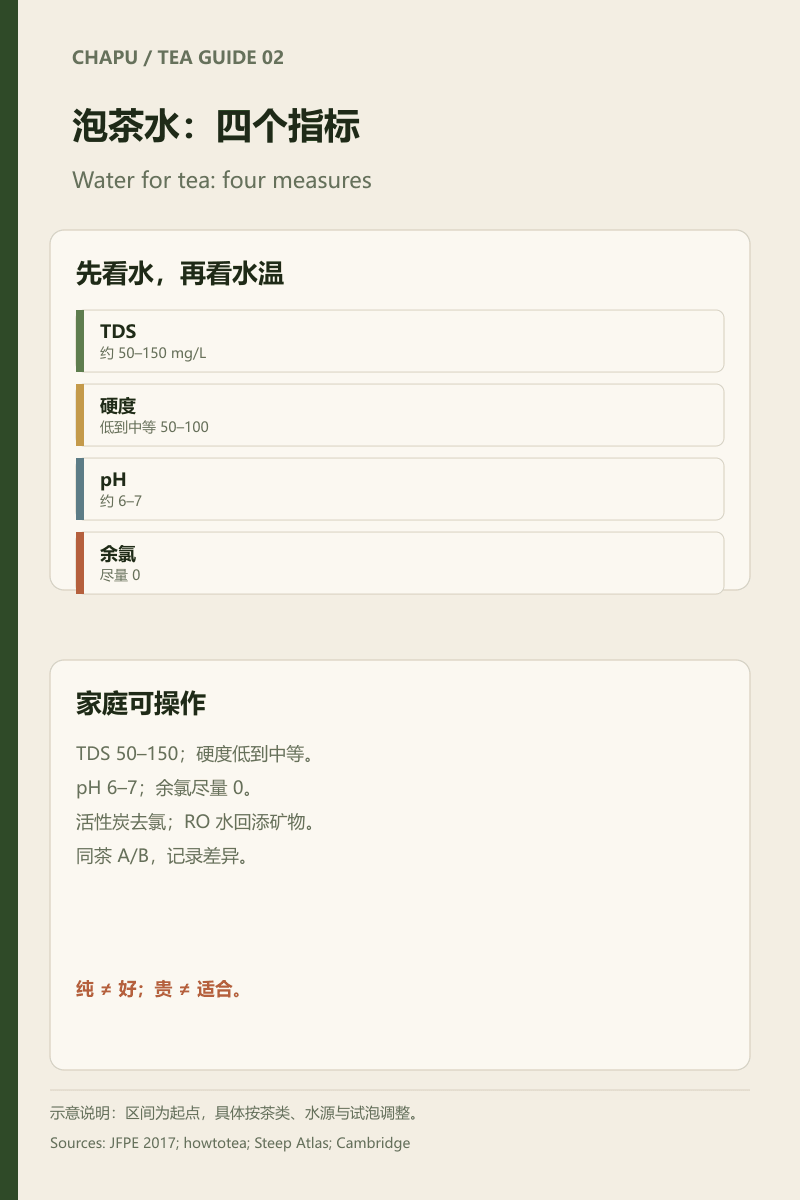 CHAPU / TEA GUIDE 02
泡茶水：四个指标
Water for tea: four measures
先看水，再看水温
TDS
约 50–150 mg/L
硬度
低到中等 50–100
pH
约 6–7
余氯
尽量 0
家庭可操作
TDS 50–150；硬度低到中等。
pH 6–7；余氯尽量 0。
活性炭去氯；RO 水回添矿物。
同茶 A/B，记录差异。
纯 ≠ 好；贵 ≠ 适合。
示意说明：区间为起点，具体按茶类、水源与试泡调整。
Sources: JFPE 2017; howtotea; Steep Atlas; Cambridge